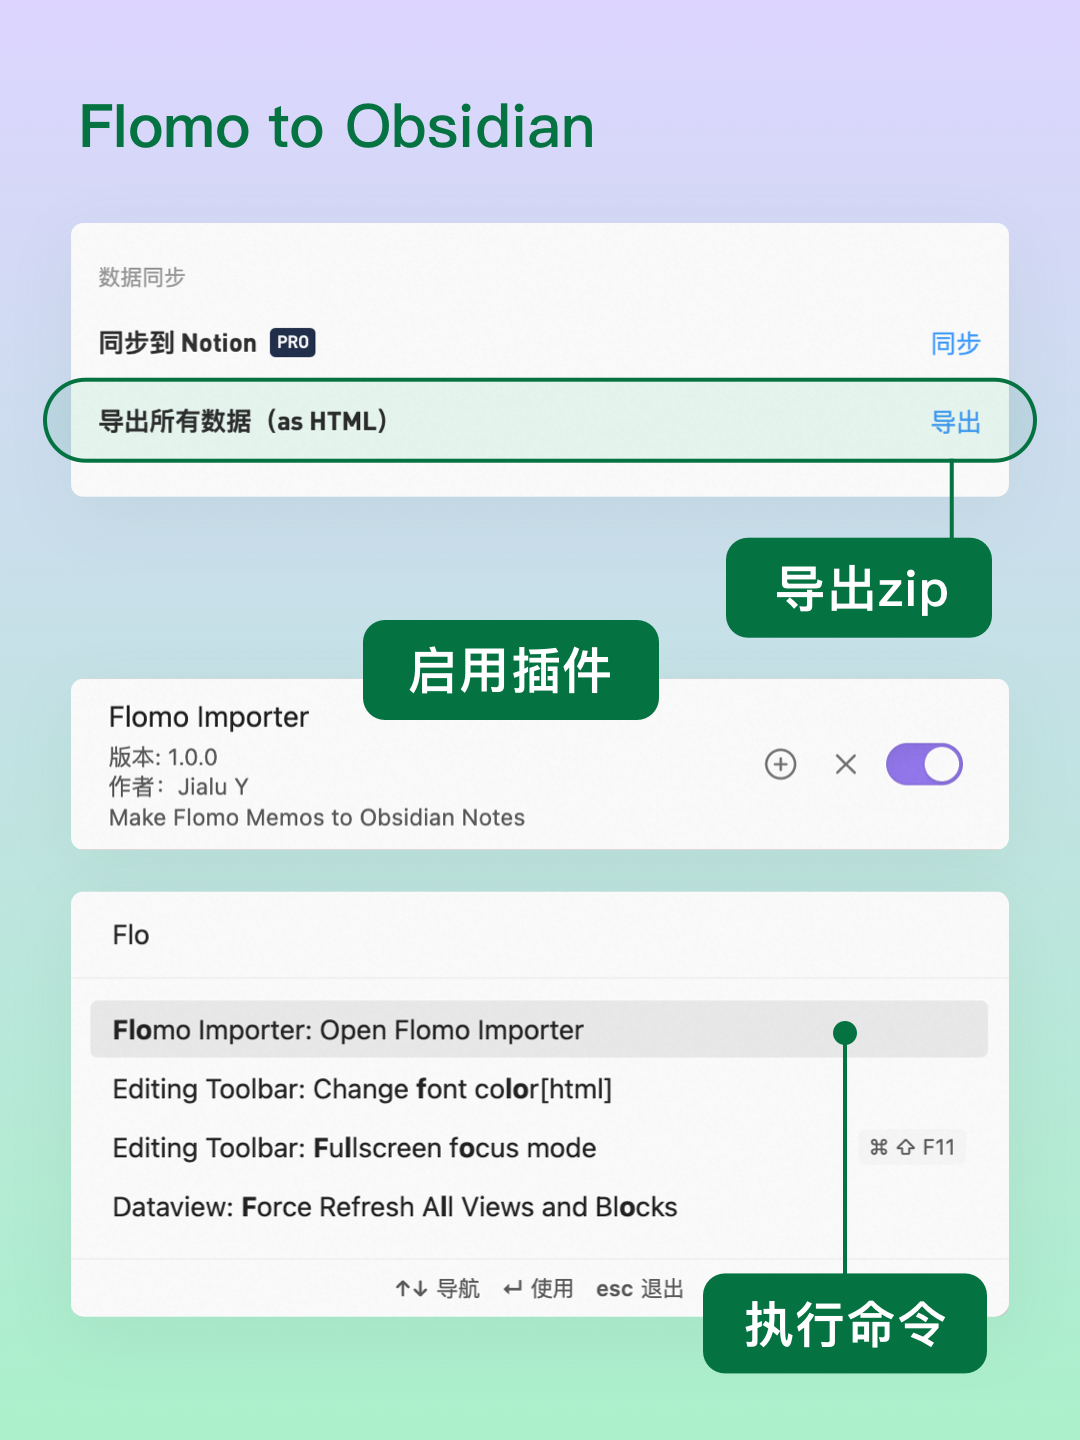 Flomo to Obsidian
数据同步
同步到 Notion PRO 同步
导出所有数据（as HTML） 导出
导出zip
启用插件
Flomo Importer
版本: 1.0.0
作者： Jialu Y
Make Flomo Memos to Obsidian Notes
Flo
Flomo Importer: Open Flomo Importer
Editing Toolbar: Change font color[html]
Editing Toolbar: Fullscreen focus mode ⌘ ⇧ F11
Dataview: Force Refresh All Views and Blocks
↑↓ 导航 ↵ 使用 esc 退出
执行命令